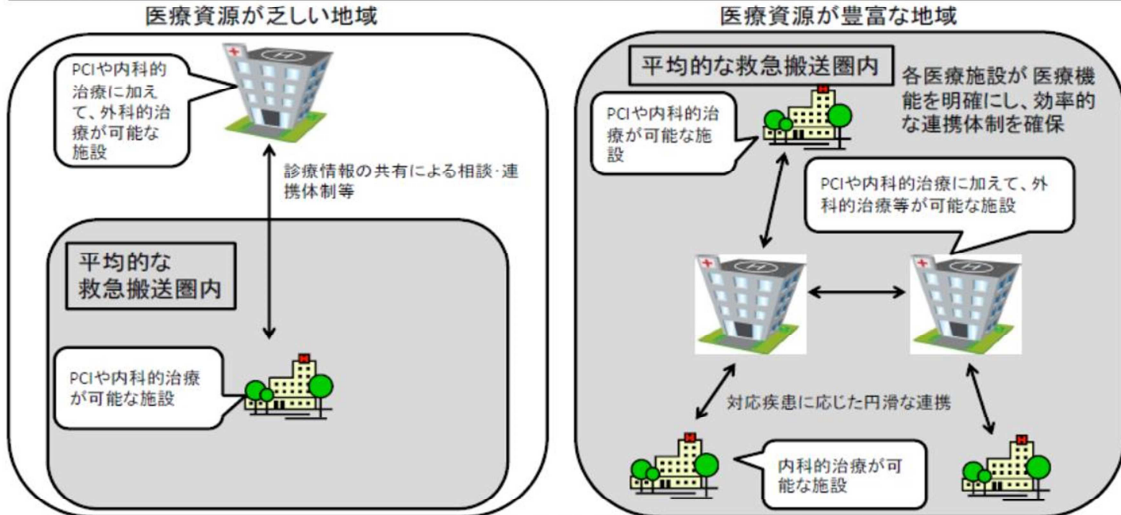 医療資源が乏しい地域
PCIや内科的
治療に加え
て、外科的治
療が可能な
施設
診療情報の共有による相談・連
携体制等
平均的な
救急搬送圏内
PCIや内科的治療
が可能な施設
医療資源が豊富な地域
平均的な救急搬送圏内
各医療施設が 医療機
能を明確にし、効率的
な連携体制を確保
PCIや内科的治
療が可能な施
設
PCIや内科的治療に加えて、外
科的治療等が可能な施設
対応疾患に応じた円滑な連携
内科的治療が可
能な施設